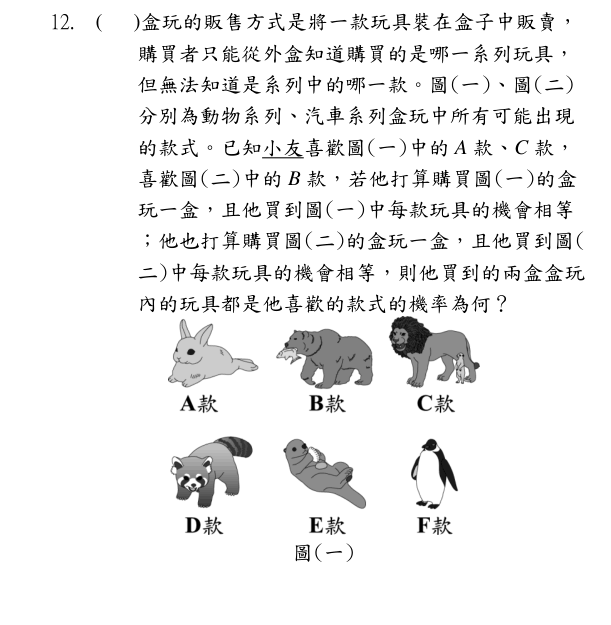 12. (　)盒玩的販售方式是將一款玩具裝在盒子中販賣，
購買者只能從外盒知道購買的是哪一系列玩具，
但無法知道是系列中的哪一款。圖(一)、圖(二)
分別為動物系列、汽車系列盒玩中所有可能出現
的款式。已知小友喜歡圖(一)中的 A 款、C 款，
喜歡圖(二)中的 B 款，若他打算購買圖(一)的盒
玩一盒，且他買到圖(一)中每款玩具的機會相等
；他也打算購買圖(二)的盒玩一盒，且他買到圖(
二)中每款玩具的機會相等，則他買到的兩盒盒玩
內的玩具都是他喜歡的款式的機率為何？
A款 B款 C款
D款 E款 F款
圖(一)